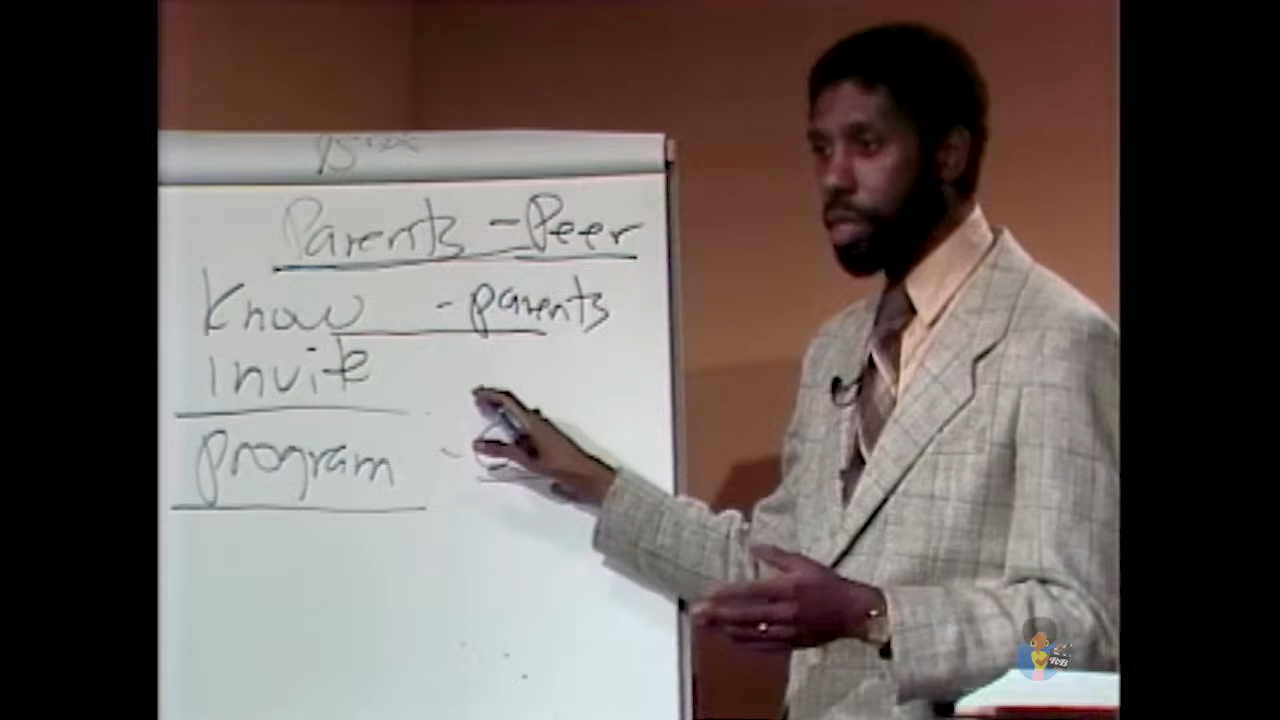 Parents - Peer
Know - parents
invite
program -